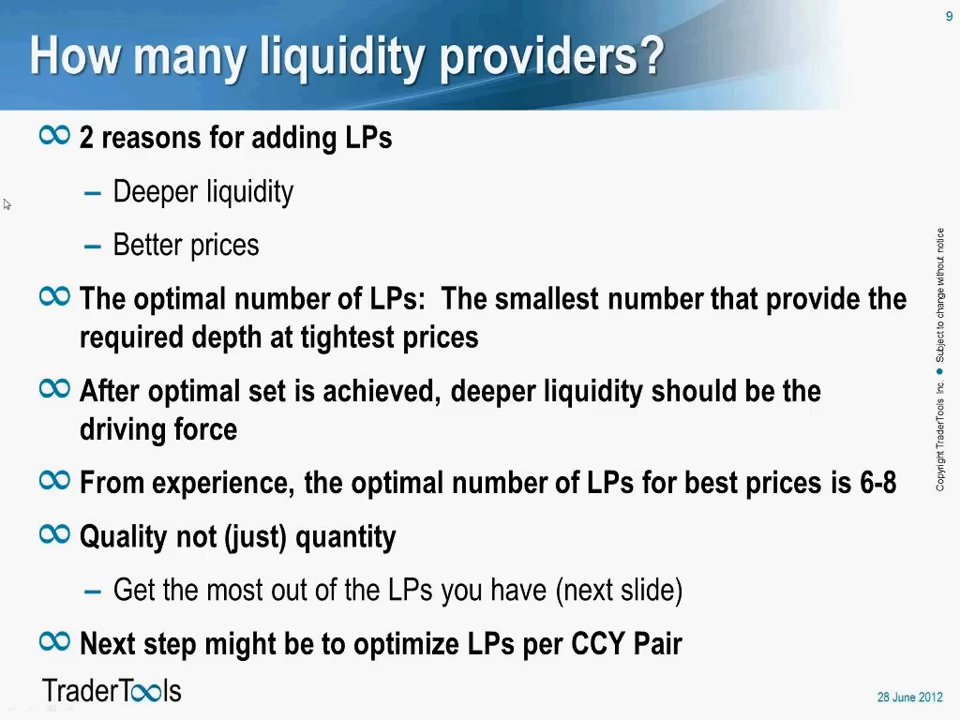 9
How many liquidity providers?
∞ 2 reasons for adding LPs
– Deeper liquidity
– Better prices
∞ The optimal number of LPs:  The smallest number that provide the
required depth at tightest prices
∞ After optimal set is achieved, deeper liquidity should be the
driving force
∞ From experience, the optimal number of LPs for best prices is 6-8
∞ Quality not (just) quantity
– Get the most out of the LPs you have (next slide)
∞ Next step might be to optimize LPs per CCY Pair
Copyright TraderTools Inc. ● Subject to change without notice
TraderTools
28 June 2012